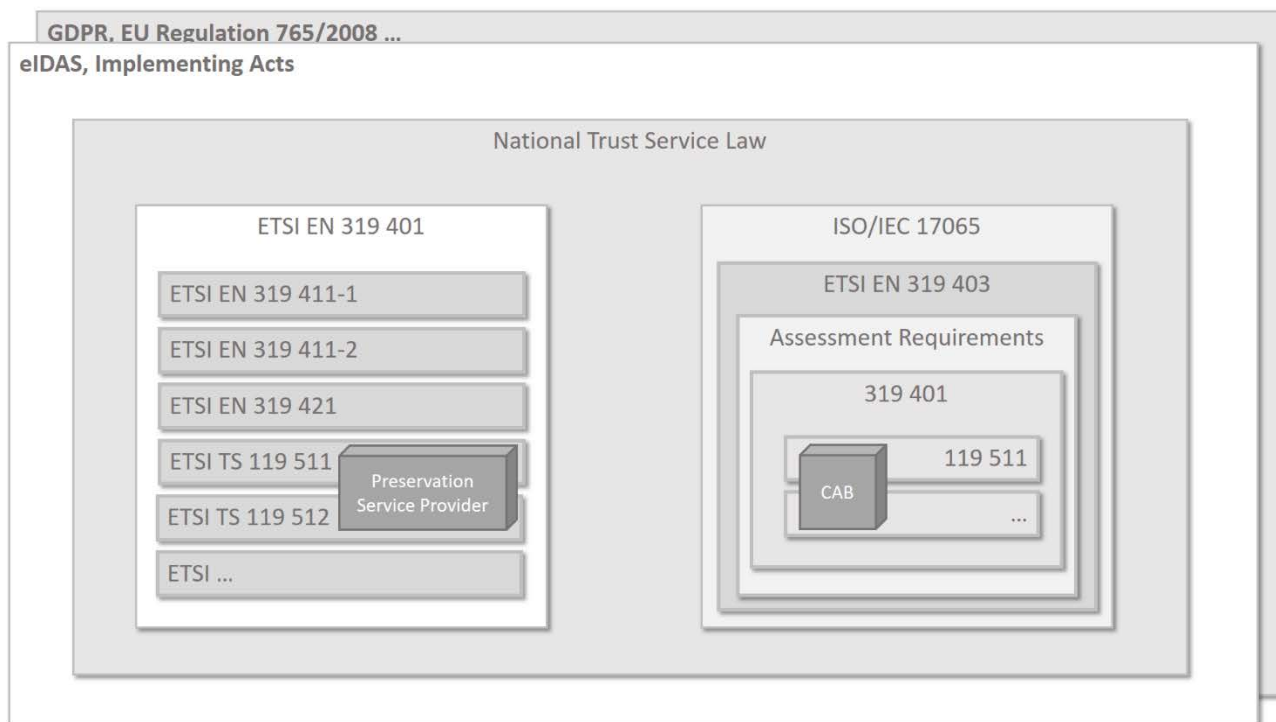 GDPR, EU Regulation 765/2008 ...
eIDAS, Implementing Acts
National Trust Service Law
ETSI EN 319 401
ETSI EN 319 411-1
ETSI EN 319 411-2
ETSI EN 319 421
ETSI TS 119 511
ETSI TS 119 512
ETSI ...
Preservation
Service Provider
ISO/IEC 17065
ETSI EN 319 403
Assessment Requirements
319 401
119 511
CAB
...